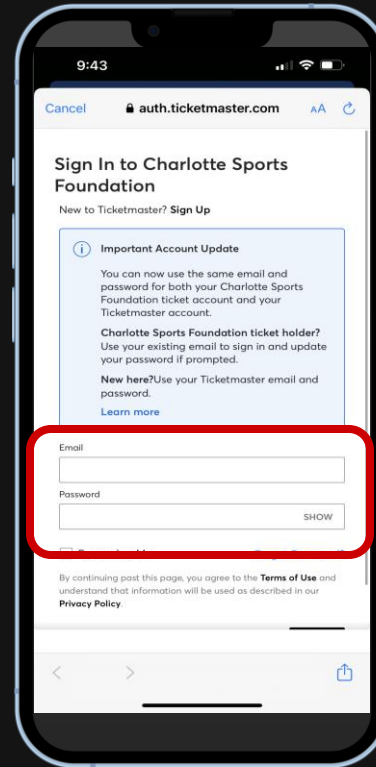 9:43
Cancel auth.ticketmaster.com AA
Sign In to Charlotte Sports
Foundation
New to Ticketmaster? Sign Up
Important Account Update
You can now use the same email and
password for both your Charlotte Sports
Foundation ticket account and your
Ticketmaster account.
Charlotte Sports Foundation ticket holder?
Use your existing email to sign in and update
your password if prompted.
New here?Use your Ticketmaster email and
password.
Learn more
Email
Password
SHOW
By continuing past this page, you agree to the Terms of Use and
understand that information will be used as described in our
Privacy Policy.